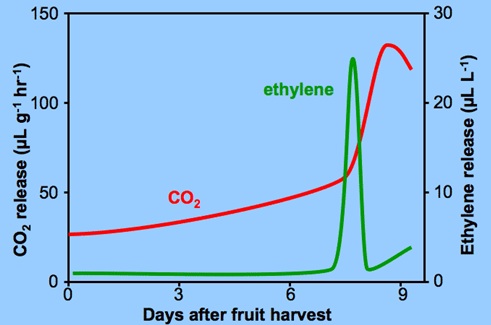 150
100
50
0
CO₂ release (µL g⁻¹ hr⁻¹)
30
20
10
0
Ethylene release (µL L⁻¹)
ethylene
CO₂
0 3 6 9
Days after fruit harvest